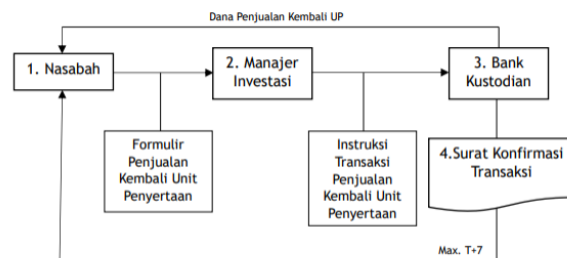 Dana Penjualan Kembali UP
1. Nasabah
2. Manajer
Investasi
3. Bank
Kustodian
Formulir
Penjualan
Kembali Unit
Penyertaan
Instruksi
Transaksi
Penjualan
Kembali Unit
Penyertaan
4.Surat Konfirmasi
Transaksi
Max. T+7